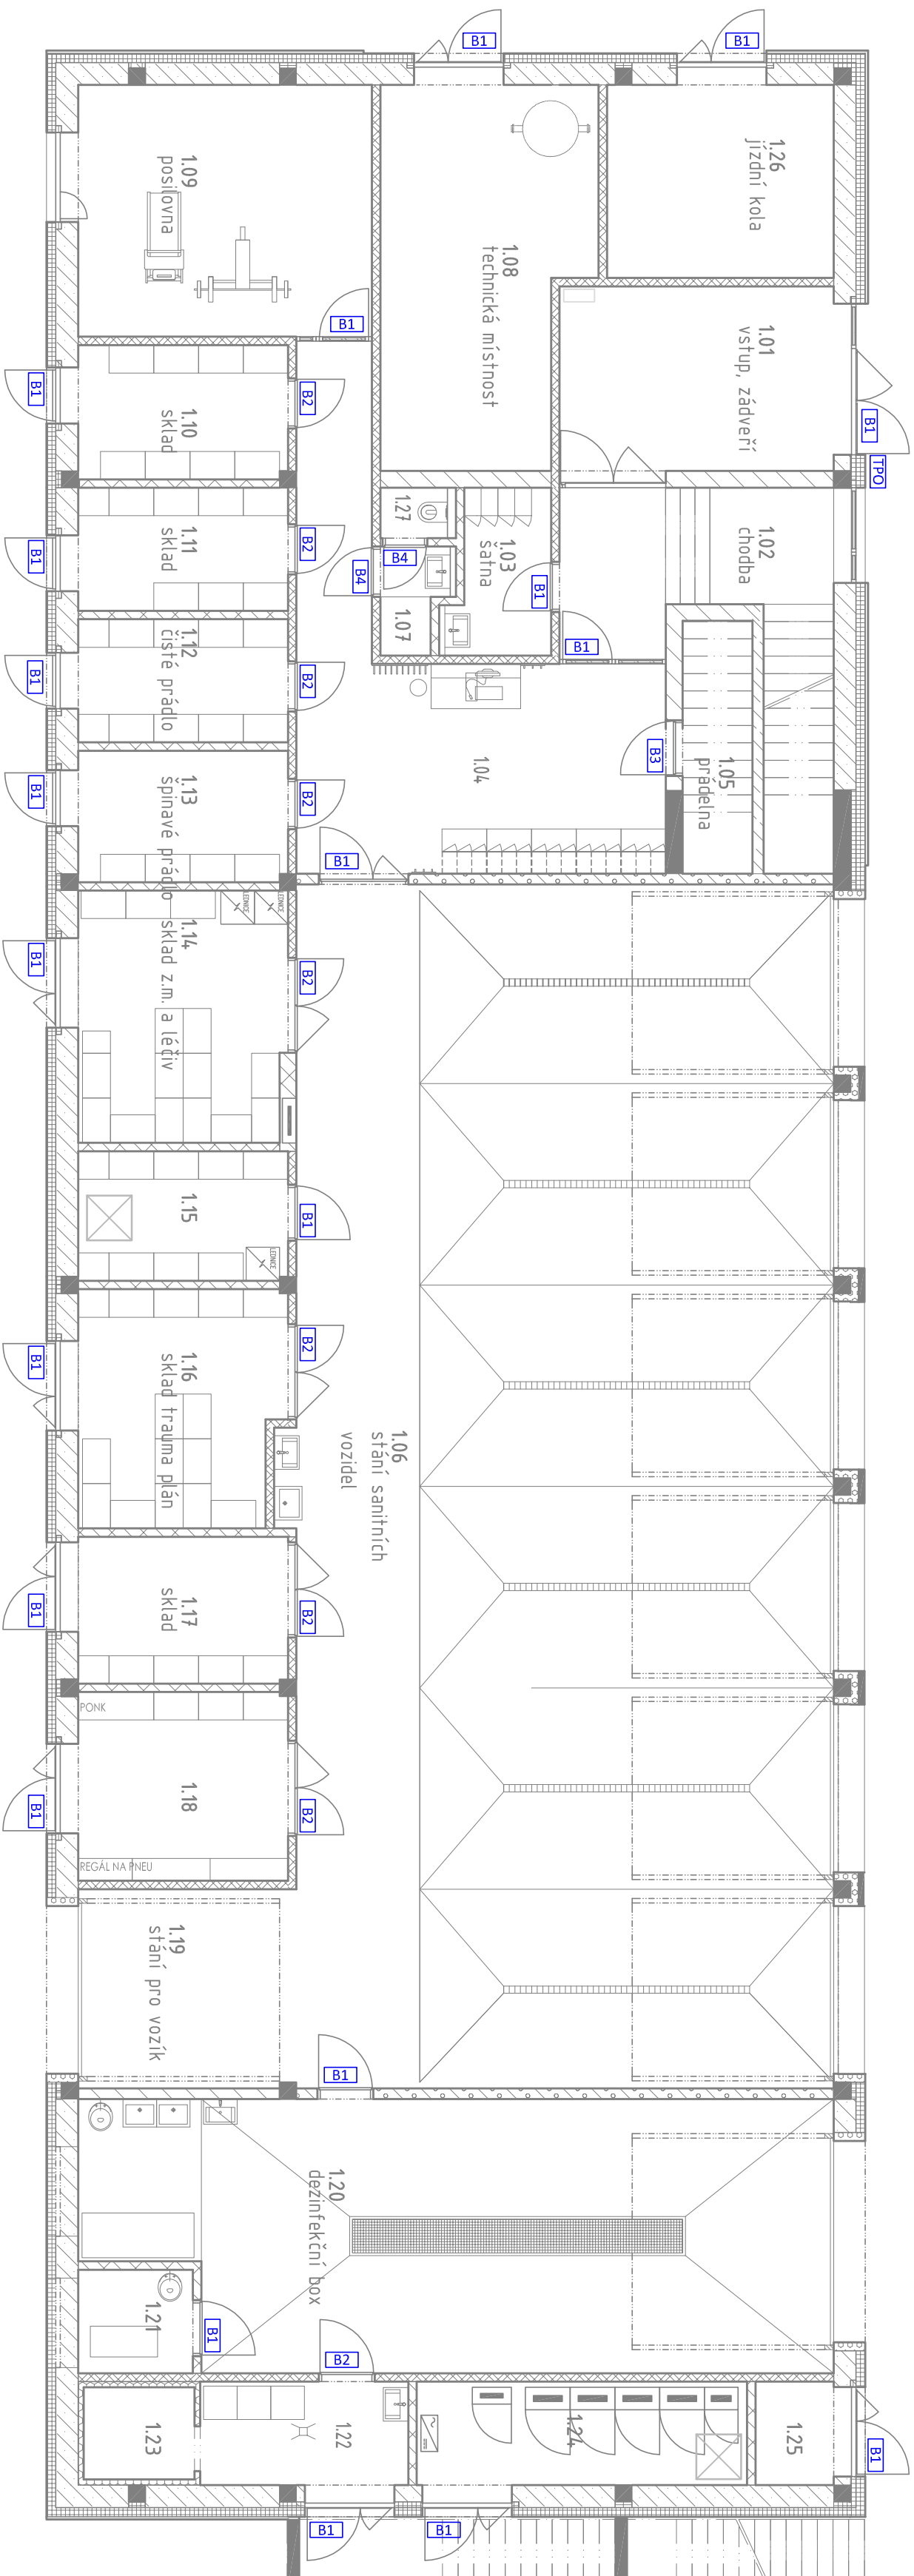 B1
B1
1.26
jízdní kola
1.09
posilovna
1.08
technická místnost
1.01
vstup, zádveří
B1
B1
TPO
B1
B2
1.10
sklad
1.27
1.03
šatna
1.02
chodba
B1
B2
1.11
sklad
B4
B4
B1
1.07
B1
B1
B2
1.12
čisté prádlo
B3
1.05
prádelna
1.04
B1
B2
1.13
špinavé prádlo
B1
LEDNICE
LEDNICE
B1
B2
1.14
sklad z.m. a léčiv
1.15
B1
LEDNICE
B1
B2
1.16
sklad trauma plán
1.06
stání sanitních
vozidel
B1
B2
1.17
sklad
PONK
B1
B2
1.18
REGÁL NA PNEU
1.19
stání pro vozík
B1
1.20
dezinfekční box
1.21
B1
B2
1.23
1.22
1.24
1.25
B1
B1
B1